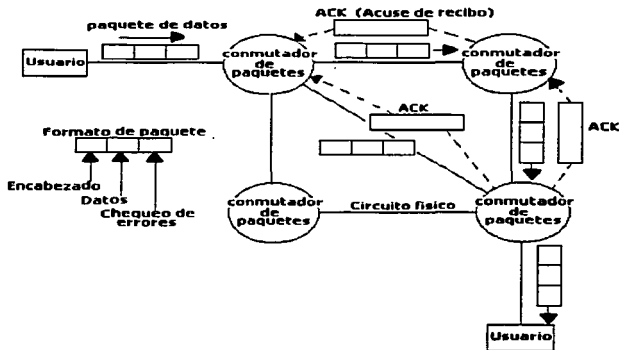 paquete de datos
ACK (Acuse de recibo)
Usuario
conmutador
de
paquetes
conmutador
de
paquetes
ACK
ACK
Formato de paquete
Encabezado
Datos
Chequeo de
errores
conmutador
de
paquetes
Circuito fisico
conmutador
de
paquetes
Usuario